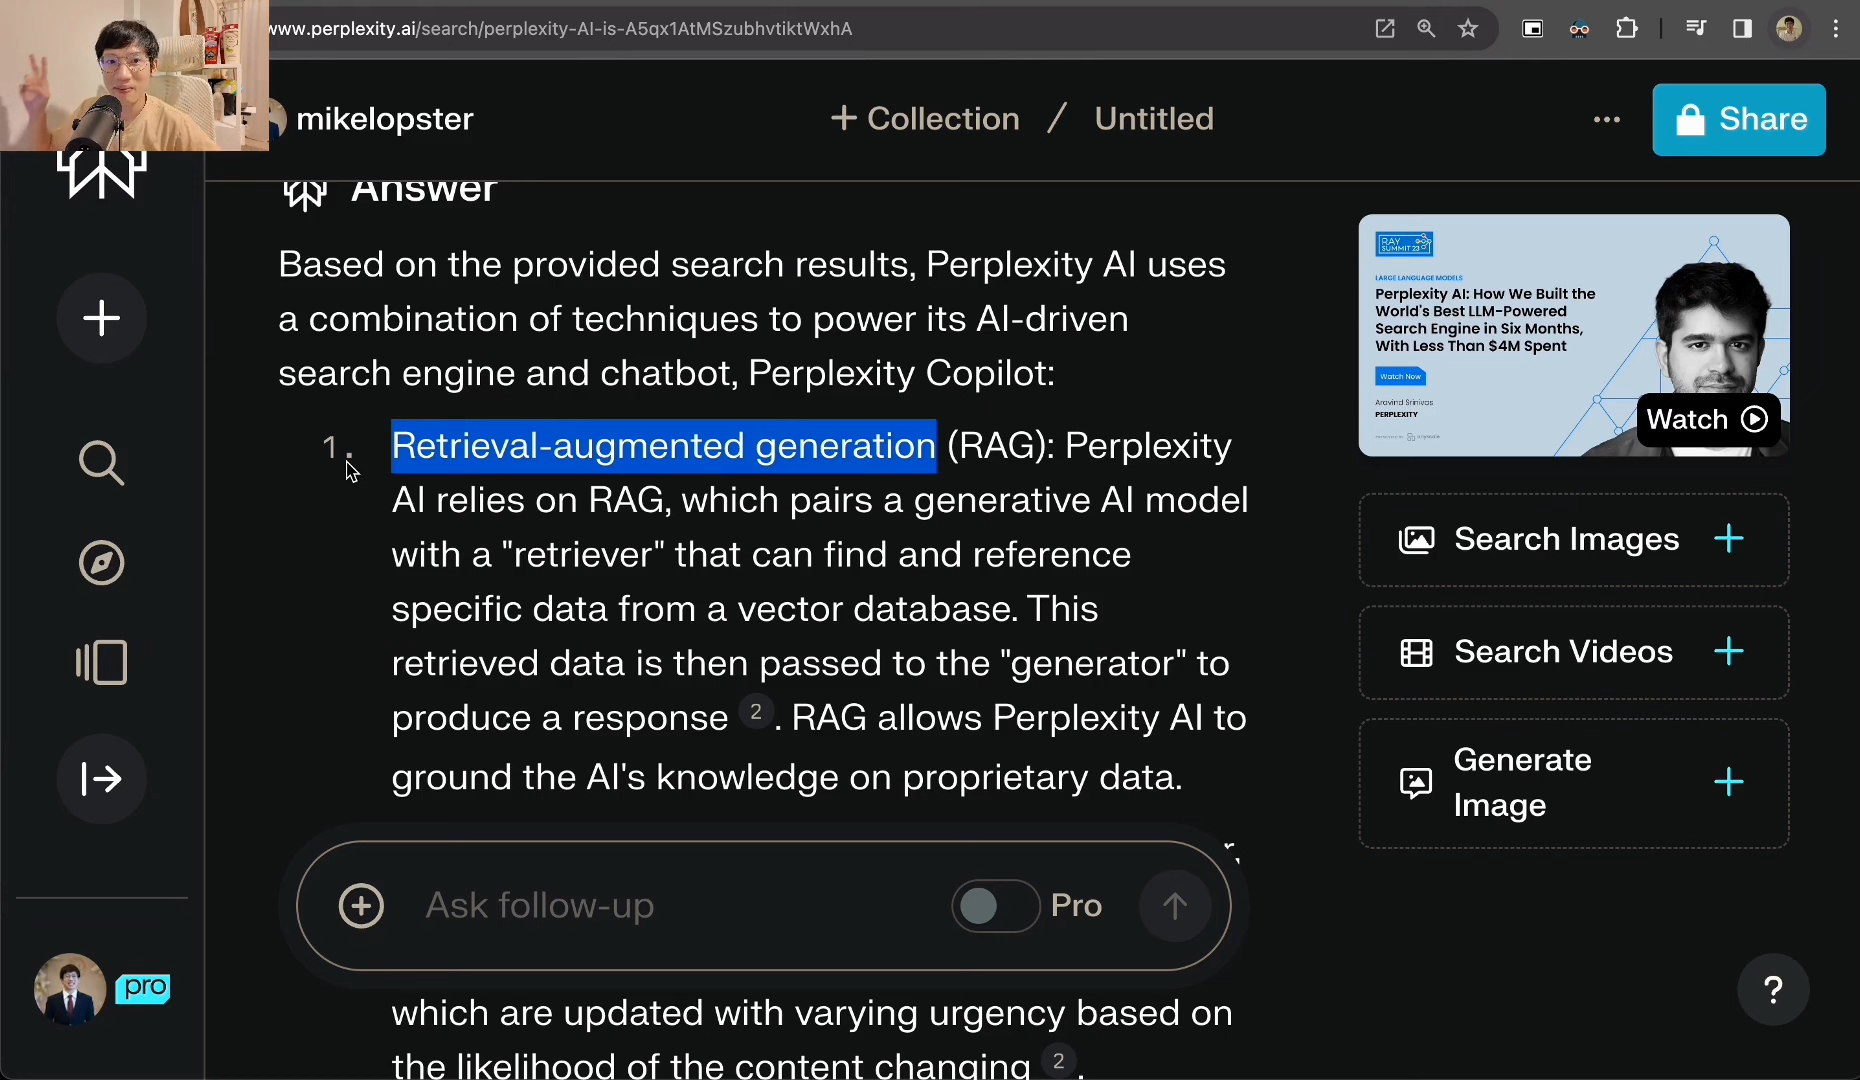 www.perplexity.ai/search/perplexity-AI-is-A5qx1AtMSzubhvtiktWxhA
mikelopster
+ Collection / Untitled
Share
Answer
Based on the provided search results, Perplexity AI uses
a combination of techniques to power its AI-driven
search engine and chatbot, Perplexity Copilot:
1. Retrieval-augmented generation (RAG): Perplexity
AI relies on RAG, which pairs a generative AI model
with a "retriever" that can find and reference
specific data from a vector database. This
retrieved data is then passed to the "generator" to
produce a response 2. RAG allows Perplexity AI to
ground the AI's knowledge on proprietary data.
Ask follow-up
Pro
which are updated with varying urgency based on
the likelihood of the content changing 2.
RAY
SUMMIT 23
LARGE LANGUAGE MODELS
Perplexity AI: How We Built the
World's Best LLM-Powered
Search Engine in Six Months,
With Less Than $4M Spent
Watch Now
Aravind Srinivas
PERPLEXITY
Watch
Search Images
Search Videos
Generate
Image
pro
?